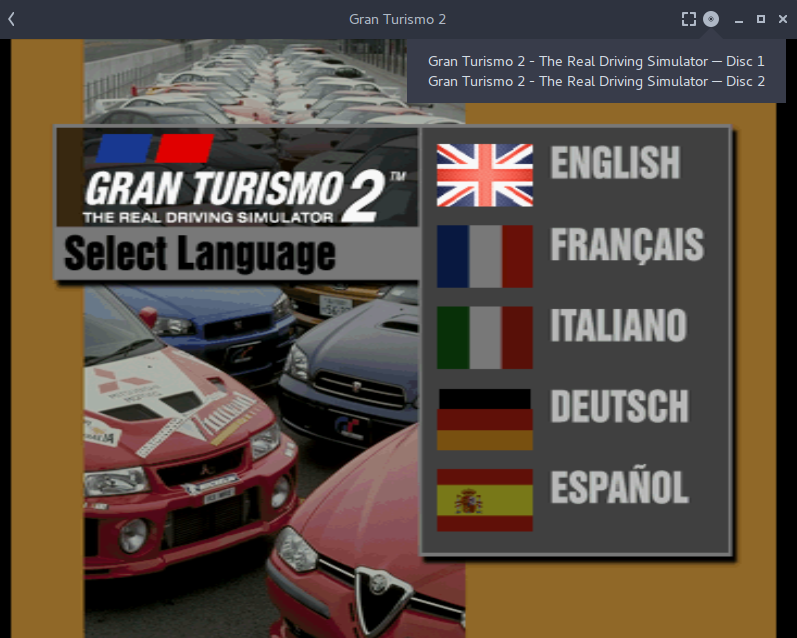 Gran Turismo 2
Gran Turismo 2 - The Real Driving Simulator — Disc 1
Gran Turismo 2 - The Real Driving Simulator — Disc 2
GRAN TURISMO 2™
THE REAL DRIVING SIMULATOR
Select Language
ENGLISH
FRANÇAIS
ITALIANO
DEUTSCH
ESPAÑOL